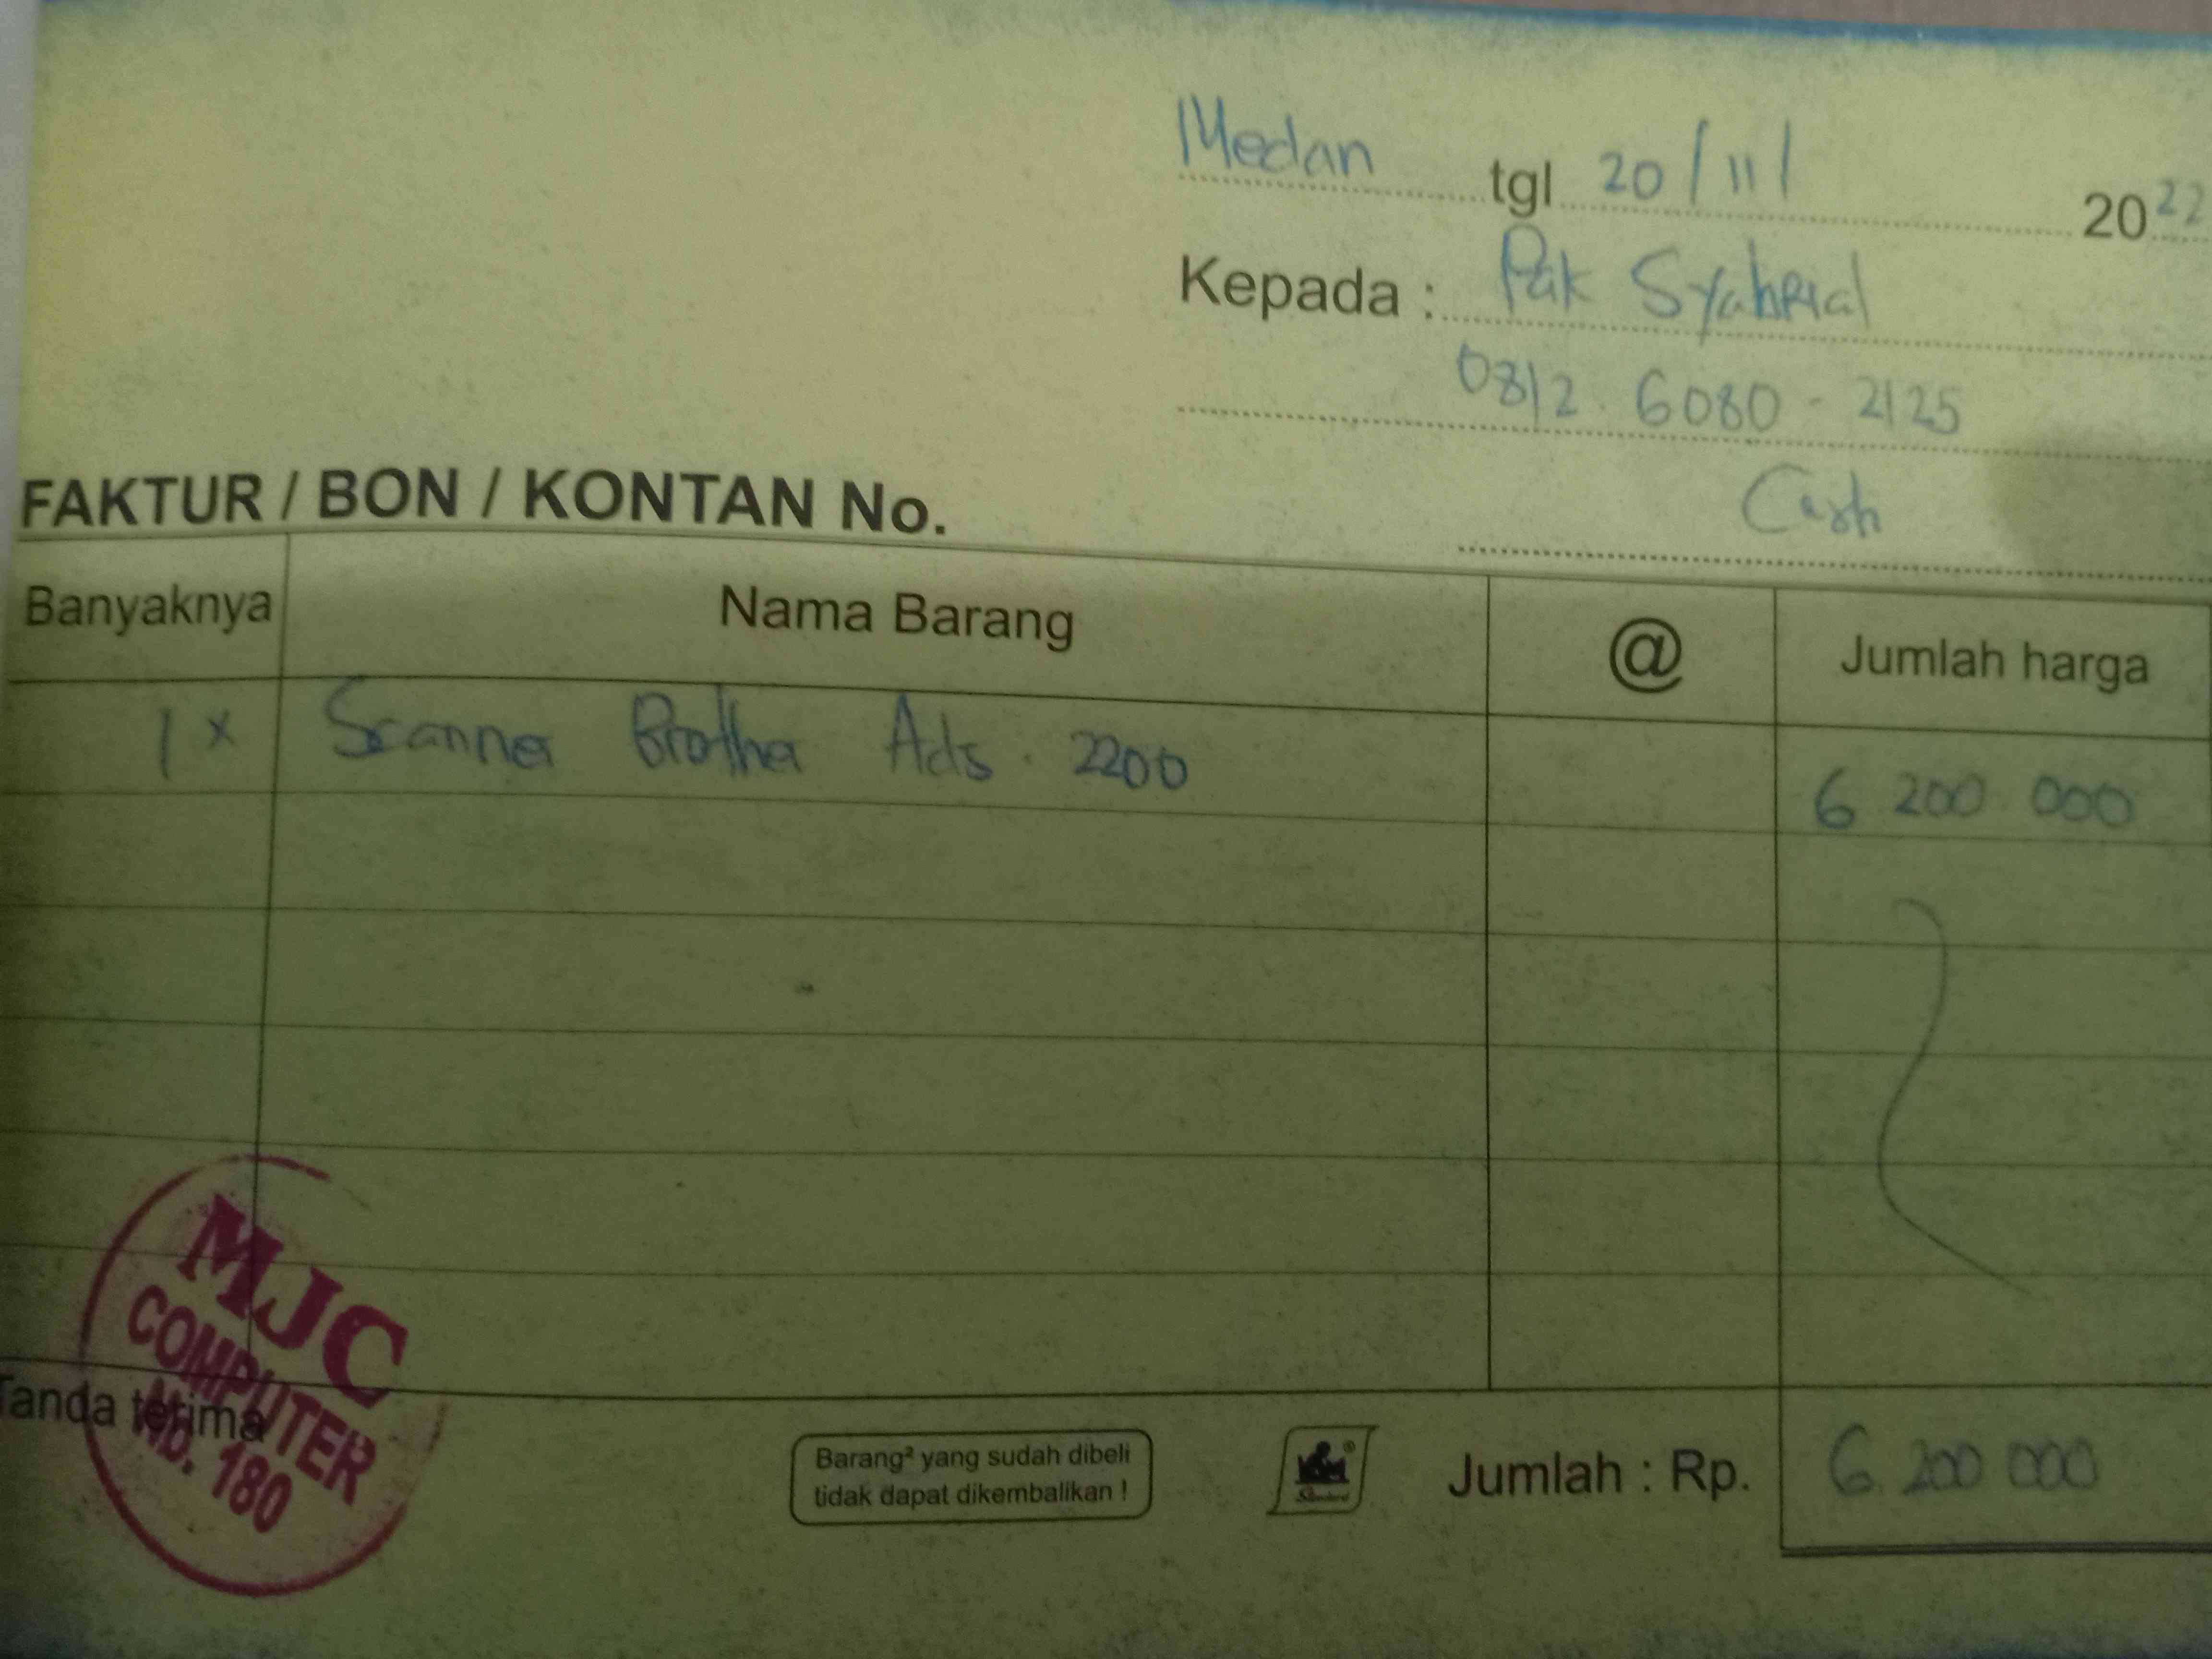 Medan tgl 20/11/ 2022
Kepada : Pak Syahrial
0812 6080 - 2125
Cash
FAKTUR / BON / KONTAN No.
Banyaknya Nama Barang @ Jumlah harga
1 x Scanner Brother Ads. 2200 6 200 000
MJC
COMPUTER
No. 180
Tanda terima
Barang² yang sudah dibeli
tidak dapat dikembalikan !
Standard
Jumlah : Rp. 6.200 000